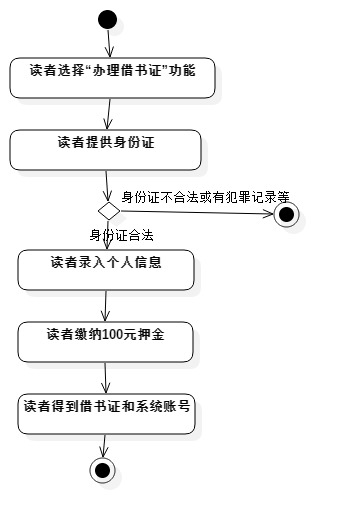 读者选择“办理借书证”功能
读者提供身份证
身份证不合法或有犯罪记录等
身份证合法
读者录入个人信息
读者缴纳100元押金
读者得到借书证和系统账号